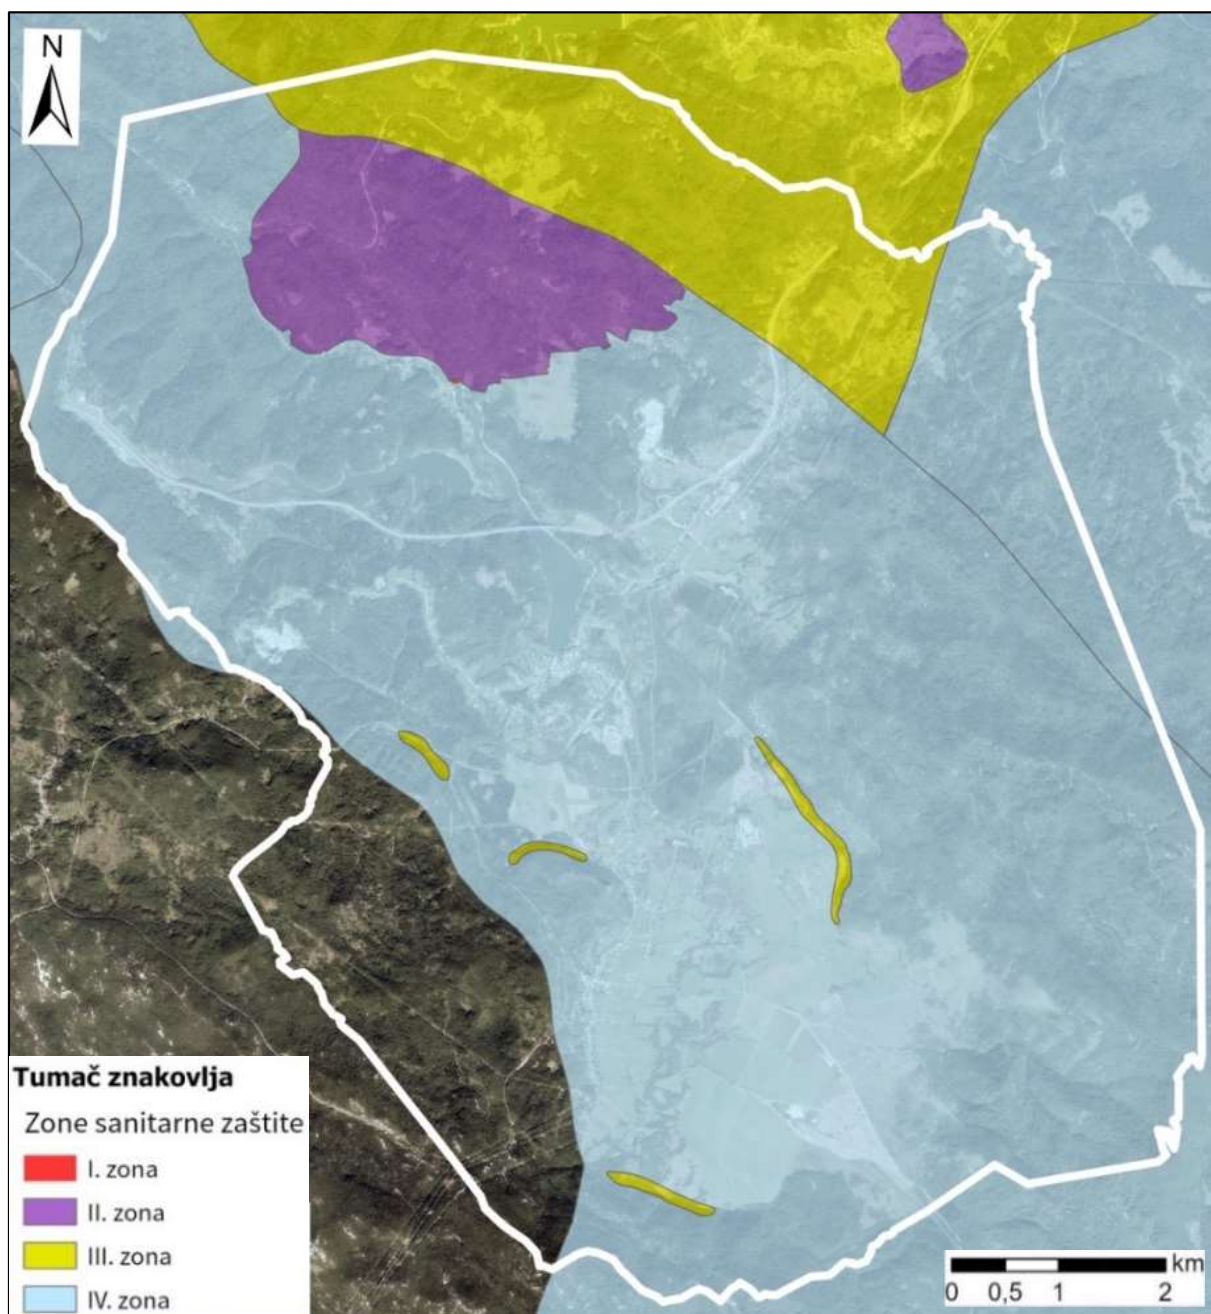 N
Tumač znakovlja
Zone sanitarne zaštite
I. zona
II. zona
III. zona
IV. zona
km
0 0,5 1 2